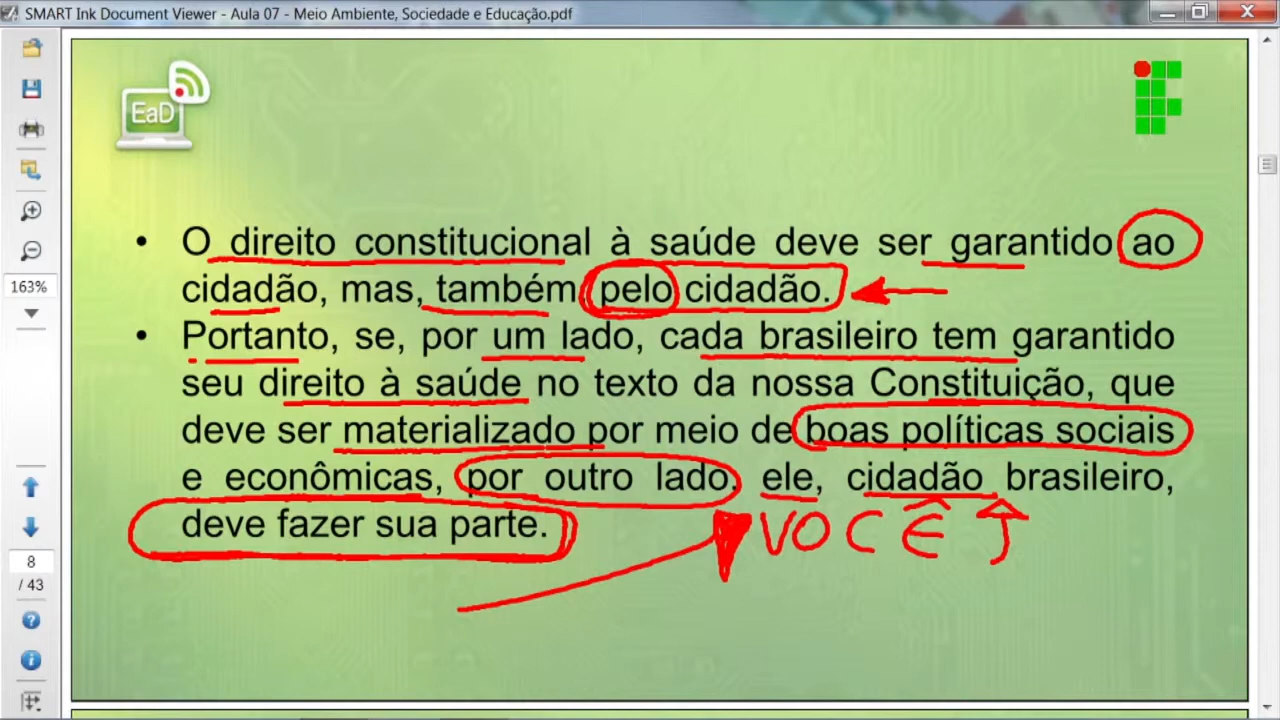 SMART Ink Document Viewer - Aula 07 - Meio Ambiente, Sociedade e Educação.pdf
EaD
• O direito constitucional à saúde deve ser garantido ao
cidadão, mas, também pelo cidadão.
163%
• Portanto, se, por um lado, cada brasileiro tem garantido
seu direito à saúde no texto da nossa Constituição, que
deve ser materializado por meio de boas políticas sociais
e econômicas, por outro lado, ele, cidadão brasileiro,
deve fazer sua parte.
VOCÊ
8
/ 43